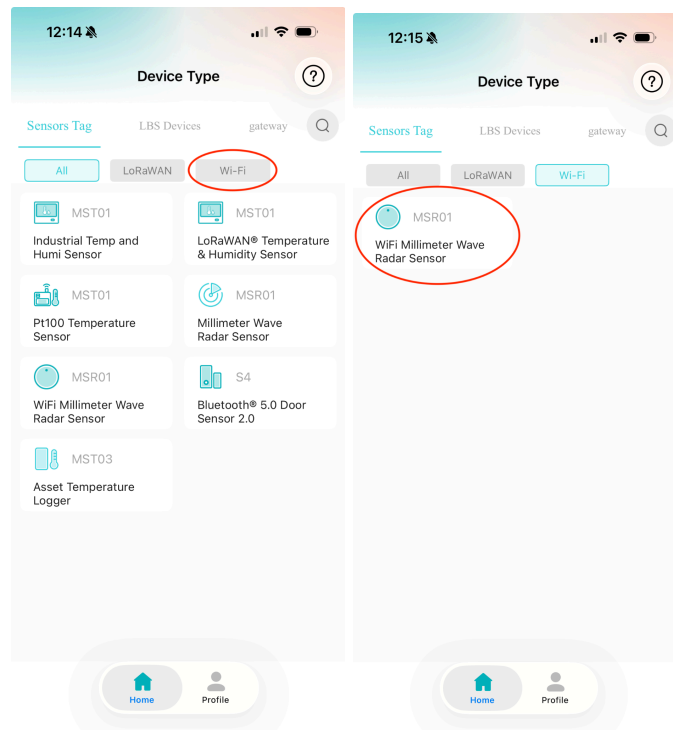 12:14
Device Type
?
Sensors Tag LBS Devices gateway
All LoRaWAN Wi-Fi
MST01
Industrial Temp and
Humi Sensor
MST01
LoRaWAN® Temperature
& Humidity Sensor
MST01
Pt100 Temperature
Sensor
MSR01
Millimeter Wave
Radar Sensor
MSR01
WiFi Millimeter Wave
Radar Sensor
S4
Bluetooth® 5.0 Door
Sensor 2.0
MST03
Asset Temperature
Logger
Home Profile
12:15
Device Type
?
Sensors Tag LBS Devices gateway
All LoRaWAN Wi-Fi
MSR01
WiFi Millimeter Wave
Radar Sensor
Home Profile